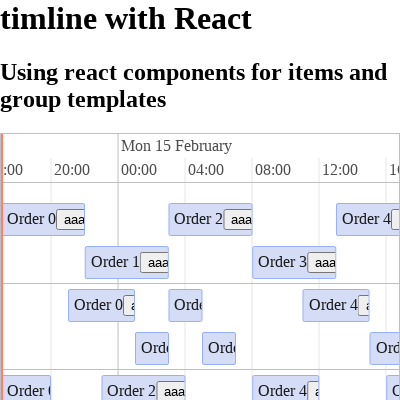 timline with React
Using react components for items and
group templates
Mon 15 February
:00 20:00 00:00 04:00 08:00 12:00
Order 0 aaa Order 2 aaa Order 4
Order 1 aaa Order 3 aaa
Order 0 Order 4
Order 2 aaa Order 4